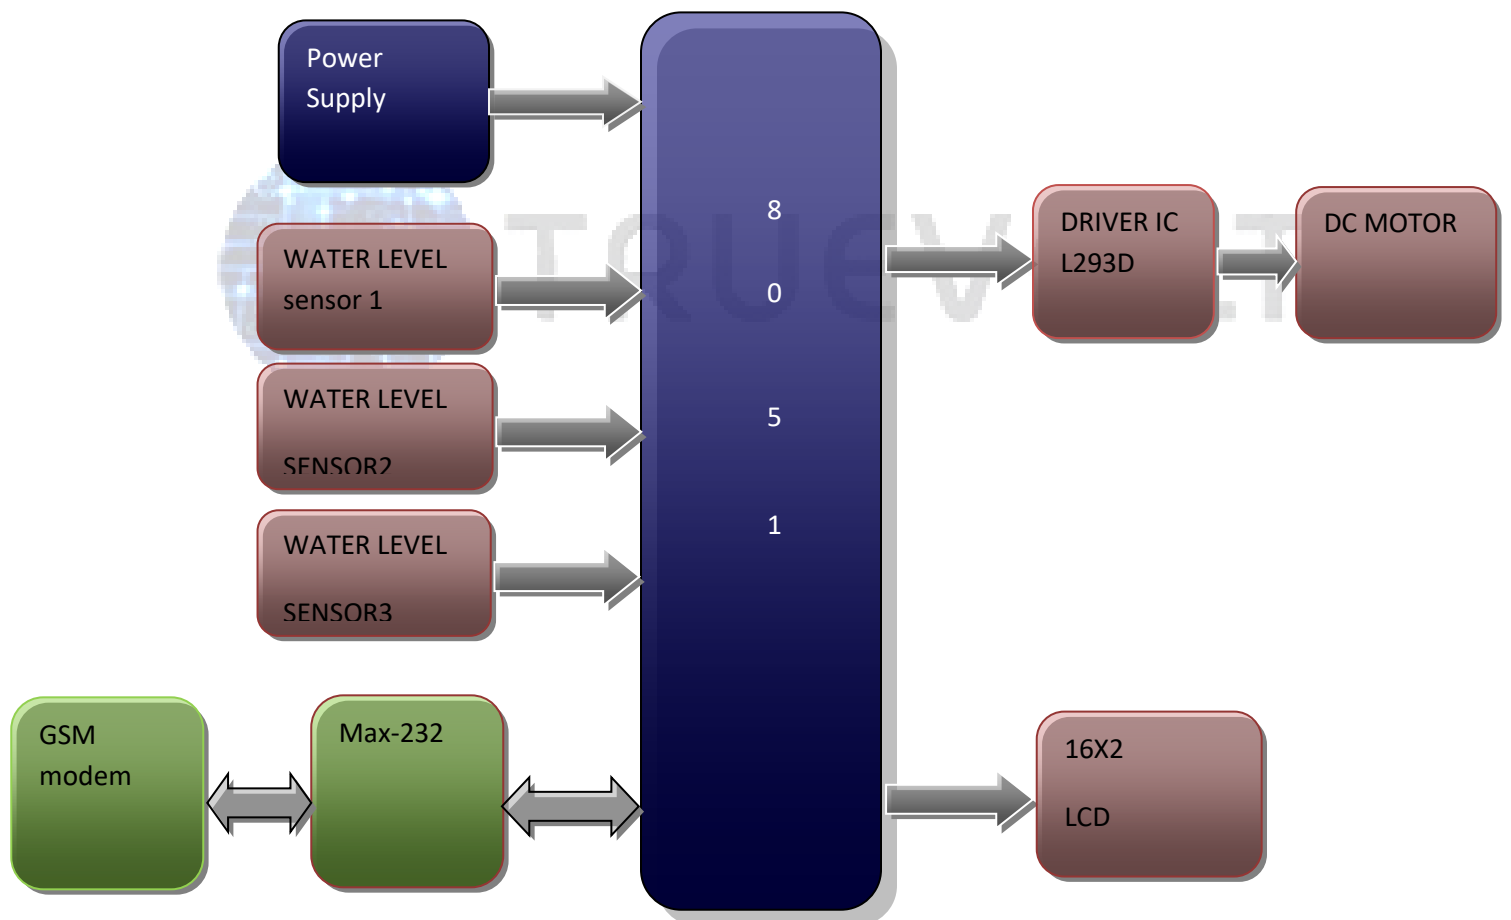 Power
Supply
WATER LEVEL
sensor 1
WATER LEVEL
SENSOR2
WATER LEVEL
SENSOR3
GSM
modem
Max-232
8
0
5
1
DRIVER IC
L293D
DC MOTOR
16X2
LCD